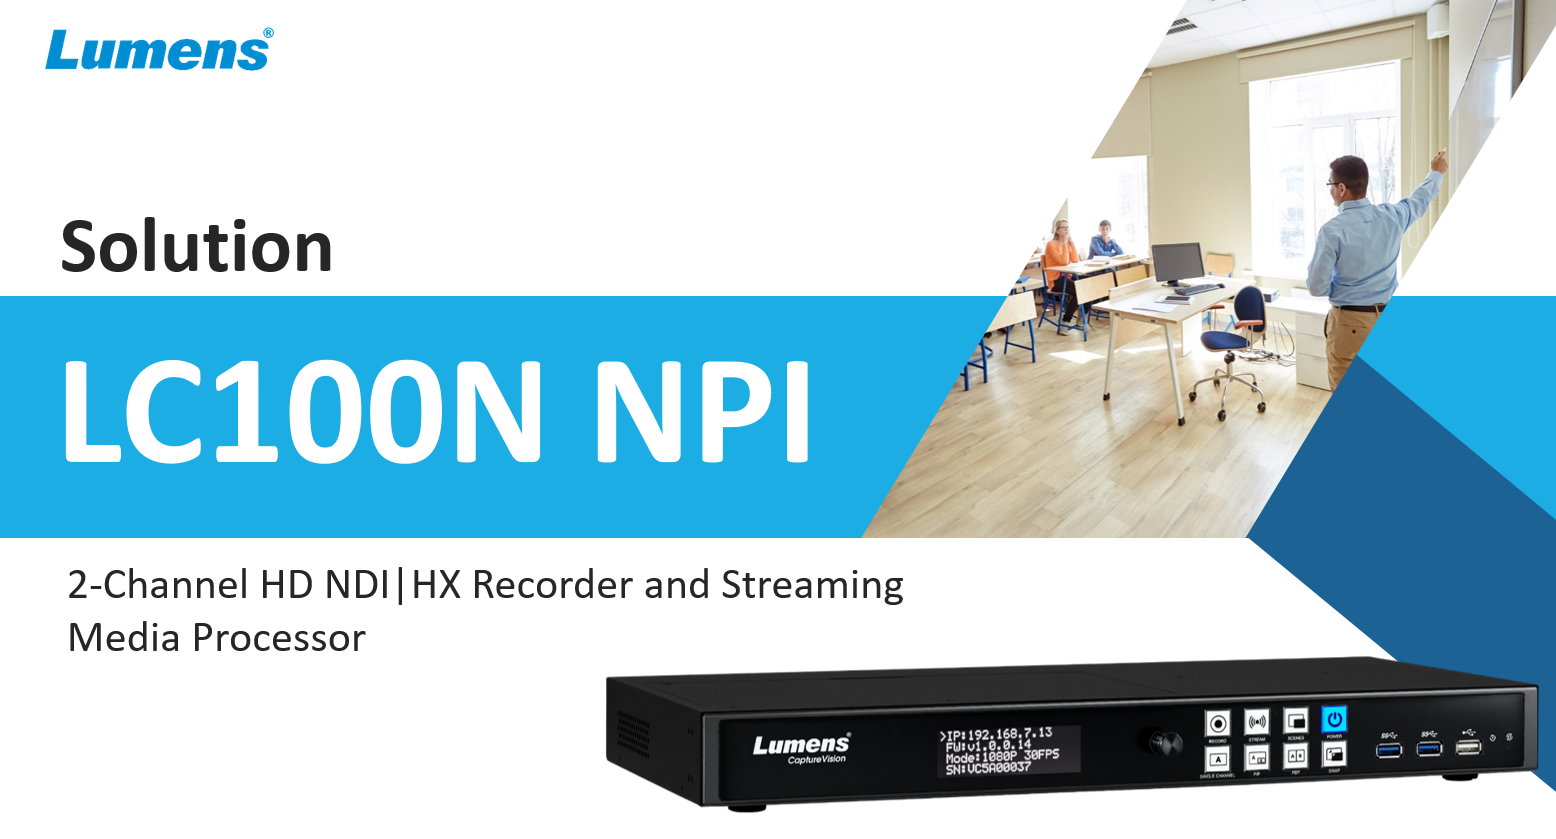 Lumens®
Solution
LC100N NPI
2-Channel HD NDI|HX Recorder and Streaming
Media Processor
Lumens®
CaptureVision
>IP:192.168.7.13
FW:v1.0.0.14
Mode:1080P 30FPS
SN:VC5A00037
RECORD STREAM SCENES POWER
A A A B
SINGLE CHANNEL PIP PBP SWAP